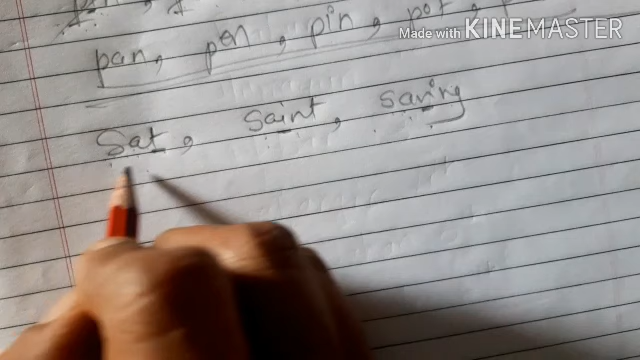 pan, pen, pin, pot,
Sat, saint, saving
Made with KINEMASTER